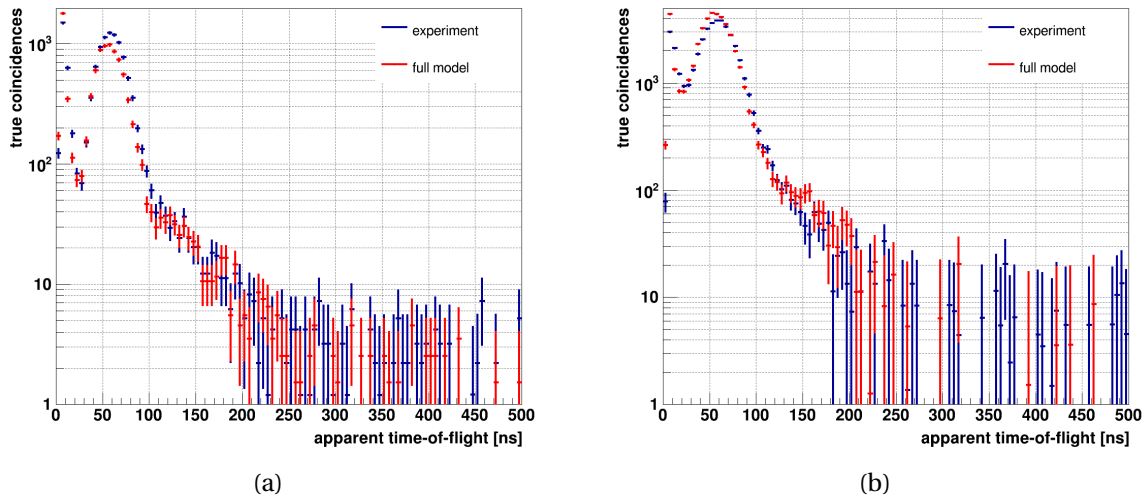 true coincidences
10³
10²
10
1
experiment
full model
0 50 100 150 200 250 300 350 400 450 500
apparent time-of-flight [ns]
(a)
true coincidences
10³
10²
10
1
experiment
full model
0 50 100 150 200 250 300 350 400 450 500
apparent time-of-flight [ns]
(b)